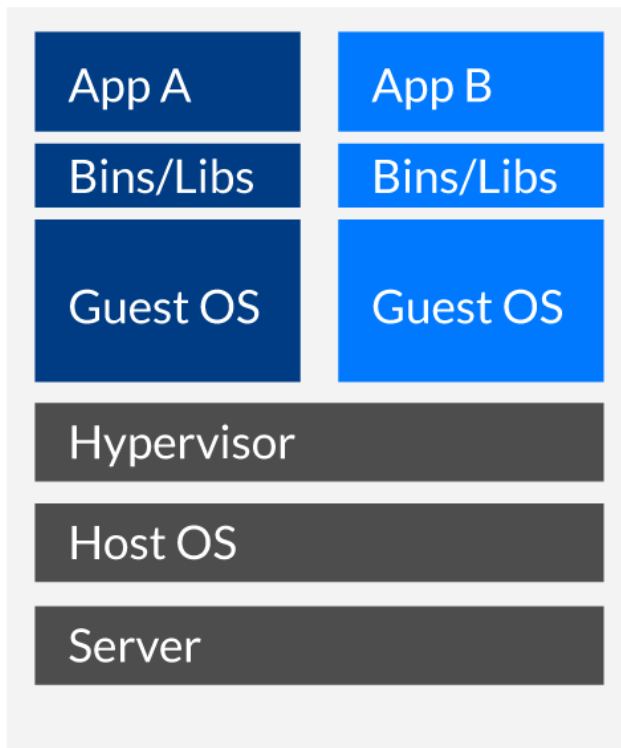 App A
App B
Bins/Libs
Bins/Libs
Guest OS
Guest OS
Hypervisor
Host OS
Server